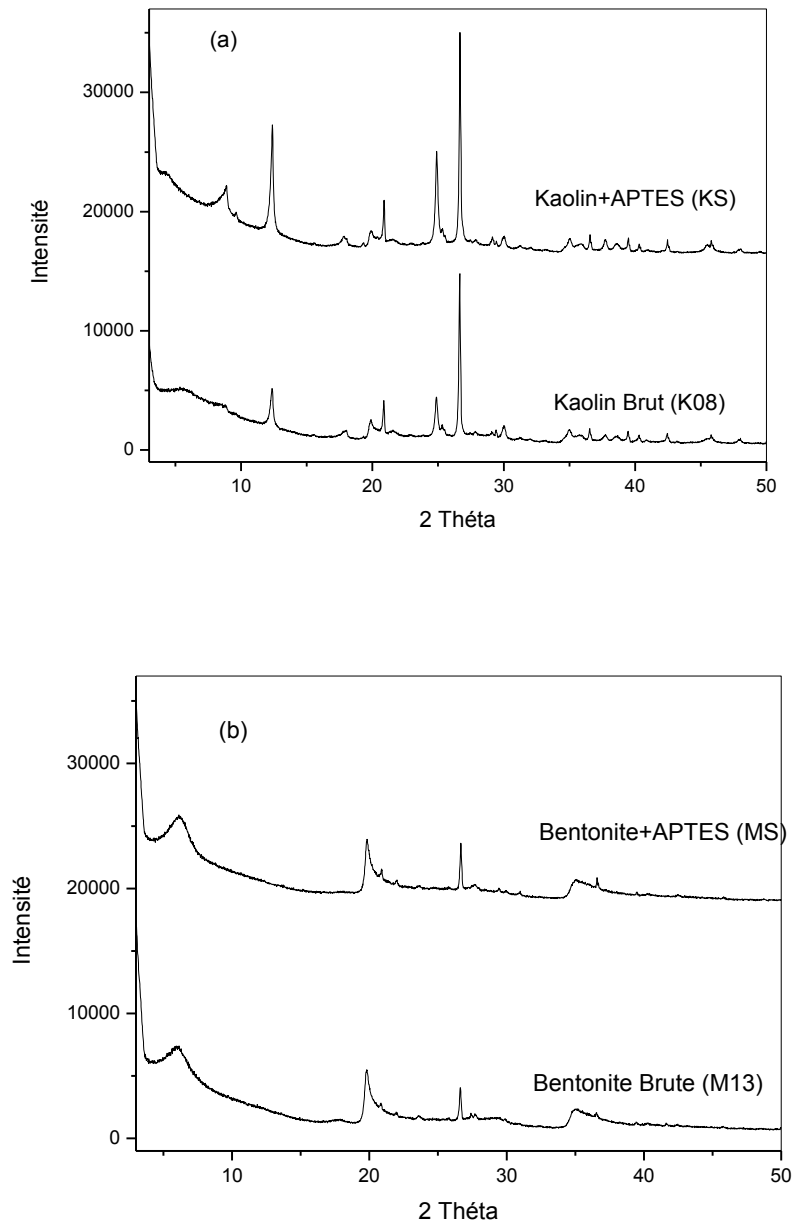 (a)
30000
20000
10000
0
Intensité
Kaolin+APTES (KS)
Kaolin Brut (K08)
10 20 30 40 50
2 Théta
(b)
30000
20000
10000
0
Intensité
Bentonite+APTES (MS)
Bentonite Brute (M13)
10 20 30 40 50
2 Théta